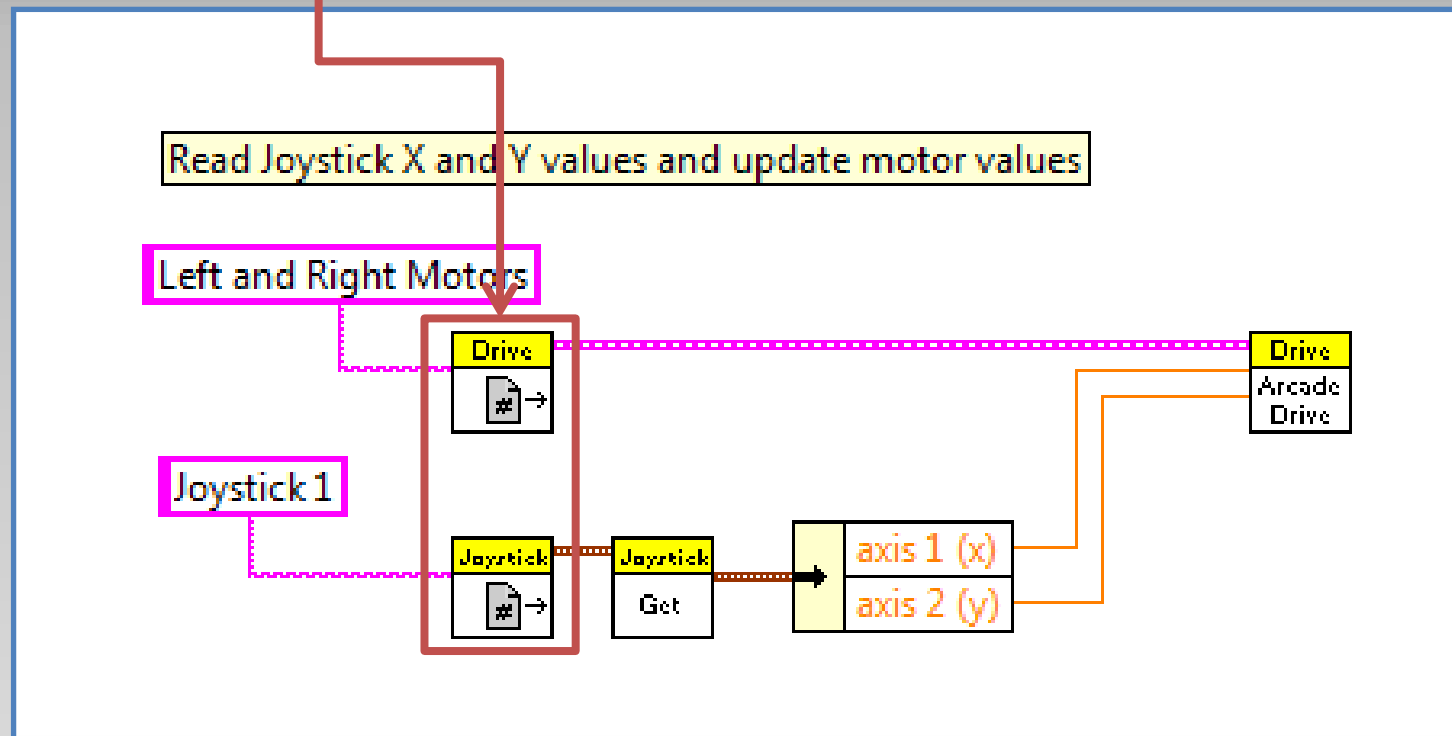 Read Joystick X and Y values and update motor values
Left and Right Motors
Drive
#
Drive
Arcade
Drive
Joystick 1
Joystick
#
Joystick
Get
axis 1 (x)
axis 2 (y)